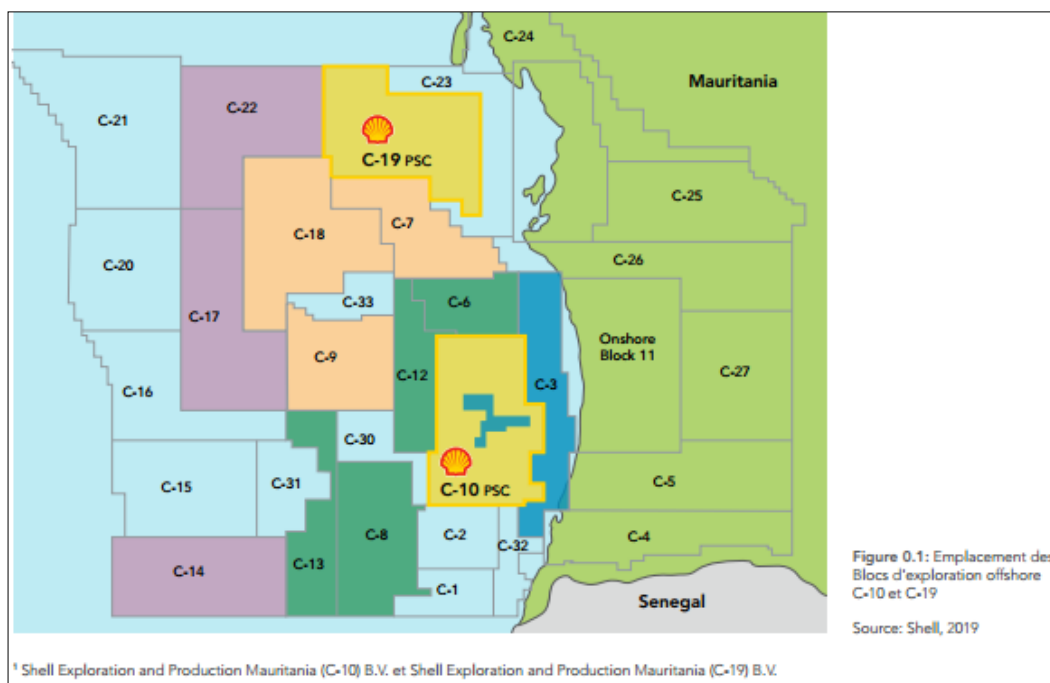 C-24
Mauritania
C-23
C-22
C-21
C-19 PSC
C-25
C-7
C-18
C-26
C-20
C-33
C-6
C-17
Onshore
Block 11
C-27
C-9
C-3
C-12
C-16
C-30
C-5
C-31
C-15
C-10 PSC
C-2
C-8
C-4
C-32
C-13
C-14
C-1
Senegal
Figure 0.1: Emplacement des
Blocs d'exploration offshore
C-10 et C-19
Source: Shell, 2019
¹ Shell Exploration and Production Mauritania (C-10) B.V. et Shell Exploration and Production Mauritania (C-19) B.V.